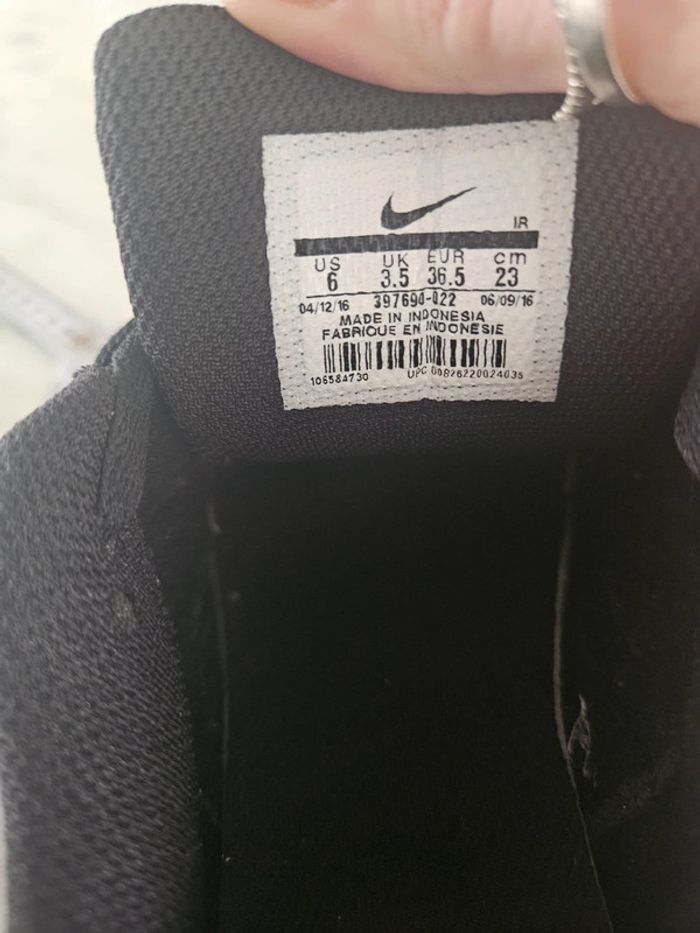 IR
US UK EUR cm
6 3.5 36.5 23
04/12/16 397690-022 06/09/16
MADE IN INDONESIA
FABRIQUE EN INDONESIE
106584730 UPC 00826220024035